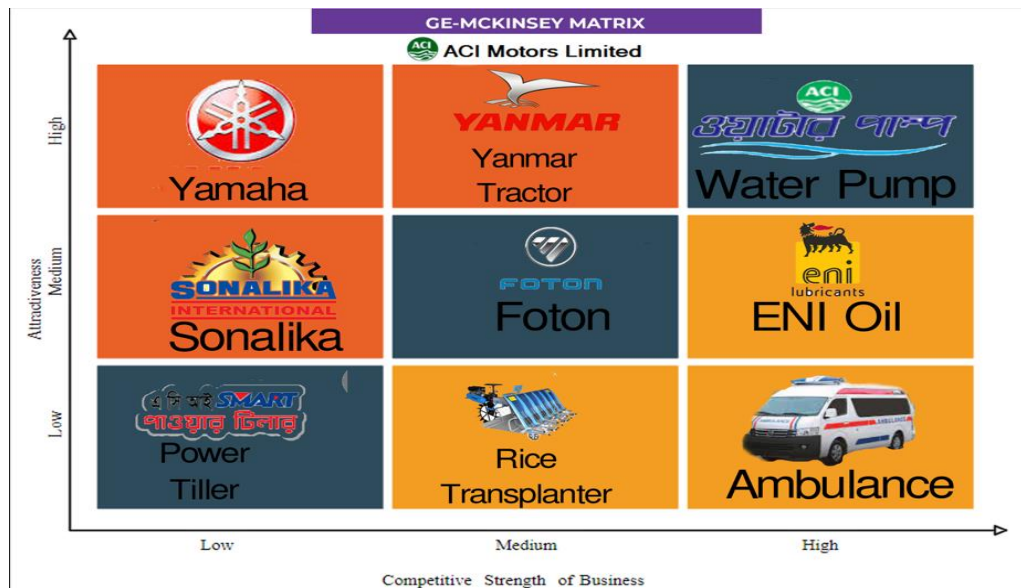 GE-MCKINSEY MATRIX
ACI ACI Motors Limited
High
Yamaha
YANMAR
Yanmar
Tractor
ACI
ওয়াটার পাম্প
Water Pump
Attractiveness
Medium
SONALIKA
INTERNATIONAL
Sonalika
FOTON
Foton
eni
lubricants
ENI Oil
Low
এ সি আই SMART
পাওয়ার টিলার
Power
Tiller
Rice
Transplanter
AMBULANCE
Ambulance
Low
Medium
High
Competitive Strength of Business